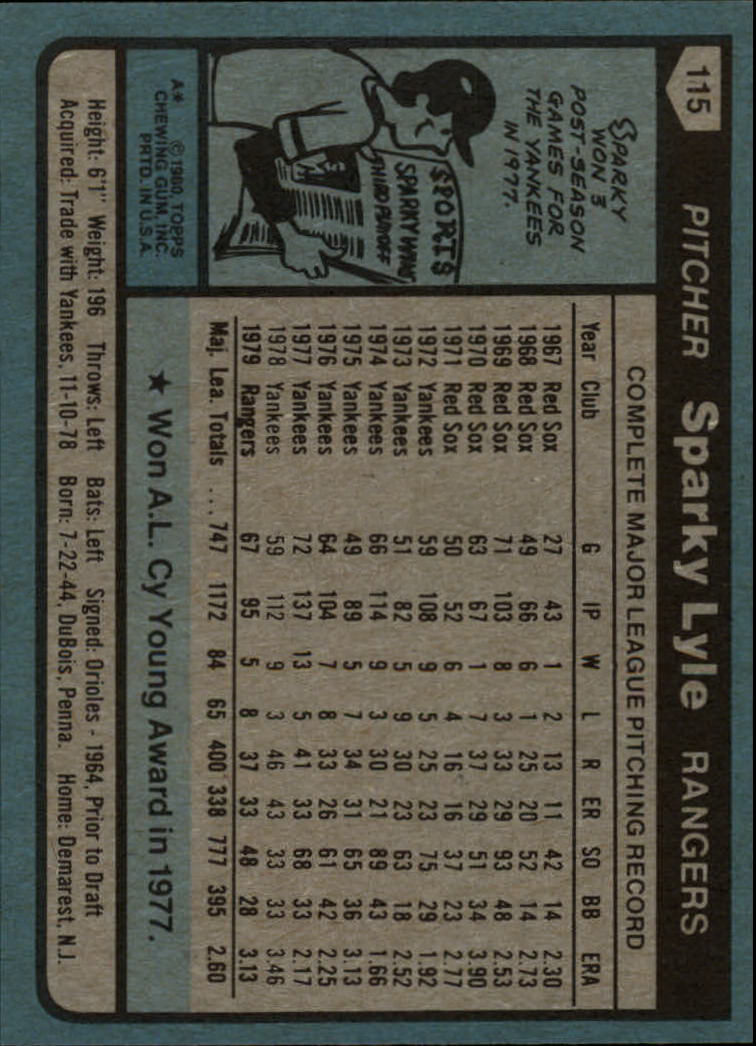 115 PITCHER Sparky Lyle RANGERS
SPARKY
WON 3
POST-SEASON
GAMES FOR
THE YANKEES
IN 1977.
SPORTS
SPARKY WINS
THIRD PLAYOFF
A* © 1980 TOPPS
CHEWING GUM, INC.
PRTD. IN U.S.A.
COMPLETE MAJOR LEAGUE PITCHING RECORD
Year Club G IP W L R ER SO BB ERA
1967 Red Sox 27 43 1 2 13 11 42 14 2.30
1968 Red Sox 49 66 6 1 25 20 52 14 2.73
1969 Red Sox 71 103 8 3 33 29 93 48 2.53
1970 Red Sox 63 67 1 7 37 29 51 34 3.90
1971 Red Sox 50 52 6 4 16 16 37 23 2.77
1972 Yankees 59 108 9 5 25 23 75 29 1.92
1973 Yankees 51 82 5 9 30 23 63 18 2.52
1974 Yankees 66 114 9 3 30 21 89 43 1.66
1975 Yankees 49 89 5 7 34 31 65 36 3.13
1976 Yankees 64 104 7 8 33 26 61 42 2.25
1977 Yankees 72 137 13 5 41 33 68 33 2.17
1978 Yankees 59 112 9 3 46 43 33 33 3.46
1979 Rangers 67 95 5 8 37 33 48 28 3.13
Maj. Lea. Totals ... 747 1172 84 65 400 338 777 395 2.60
★ Won A.L. Cy Young Award in 1977.
Height: 6'1" Weight: 196 Throws: Left Bats: Left Signed: Orioles - 1964, Prior to Draft
Acquired: Trade with Yankees, 11-10-78 Born: 7-22-44, DuBois, Penna. Home: Demarest, N.J.